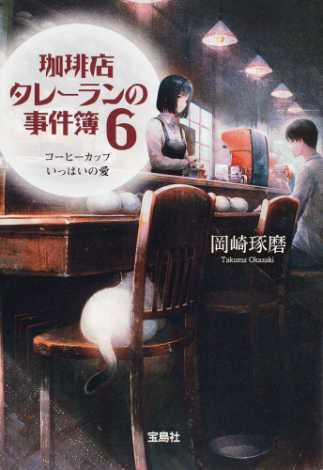 珈琲店
タレーランの
事件簿6
コーヒーカップ
いっぱいの愛
岡崎琢磨
Takuma Okazaki
宝島社